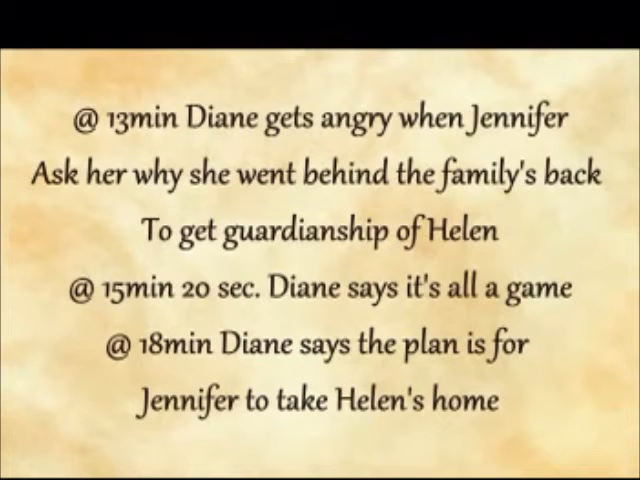 @ 13min Diane gets angry when Jennifer
Ask her why she went behind the family's back
To get guardianship of Helen
@ 15min 20 sec. Diane says it's all a game
@ 18min Diane says the plan is for
Jennifer to take Helen's home